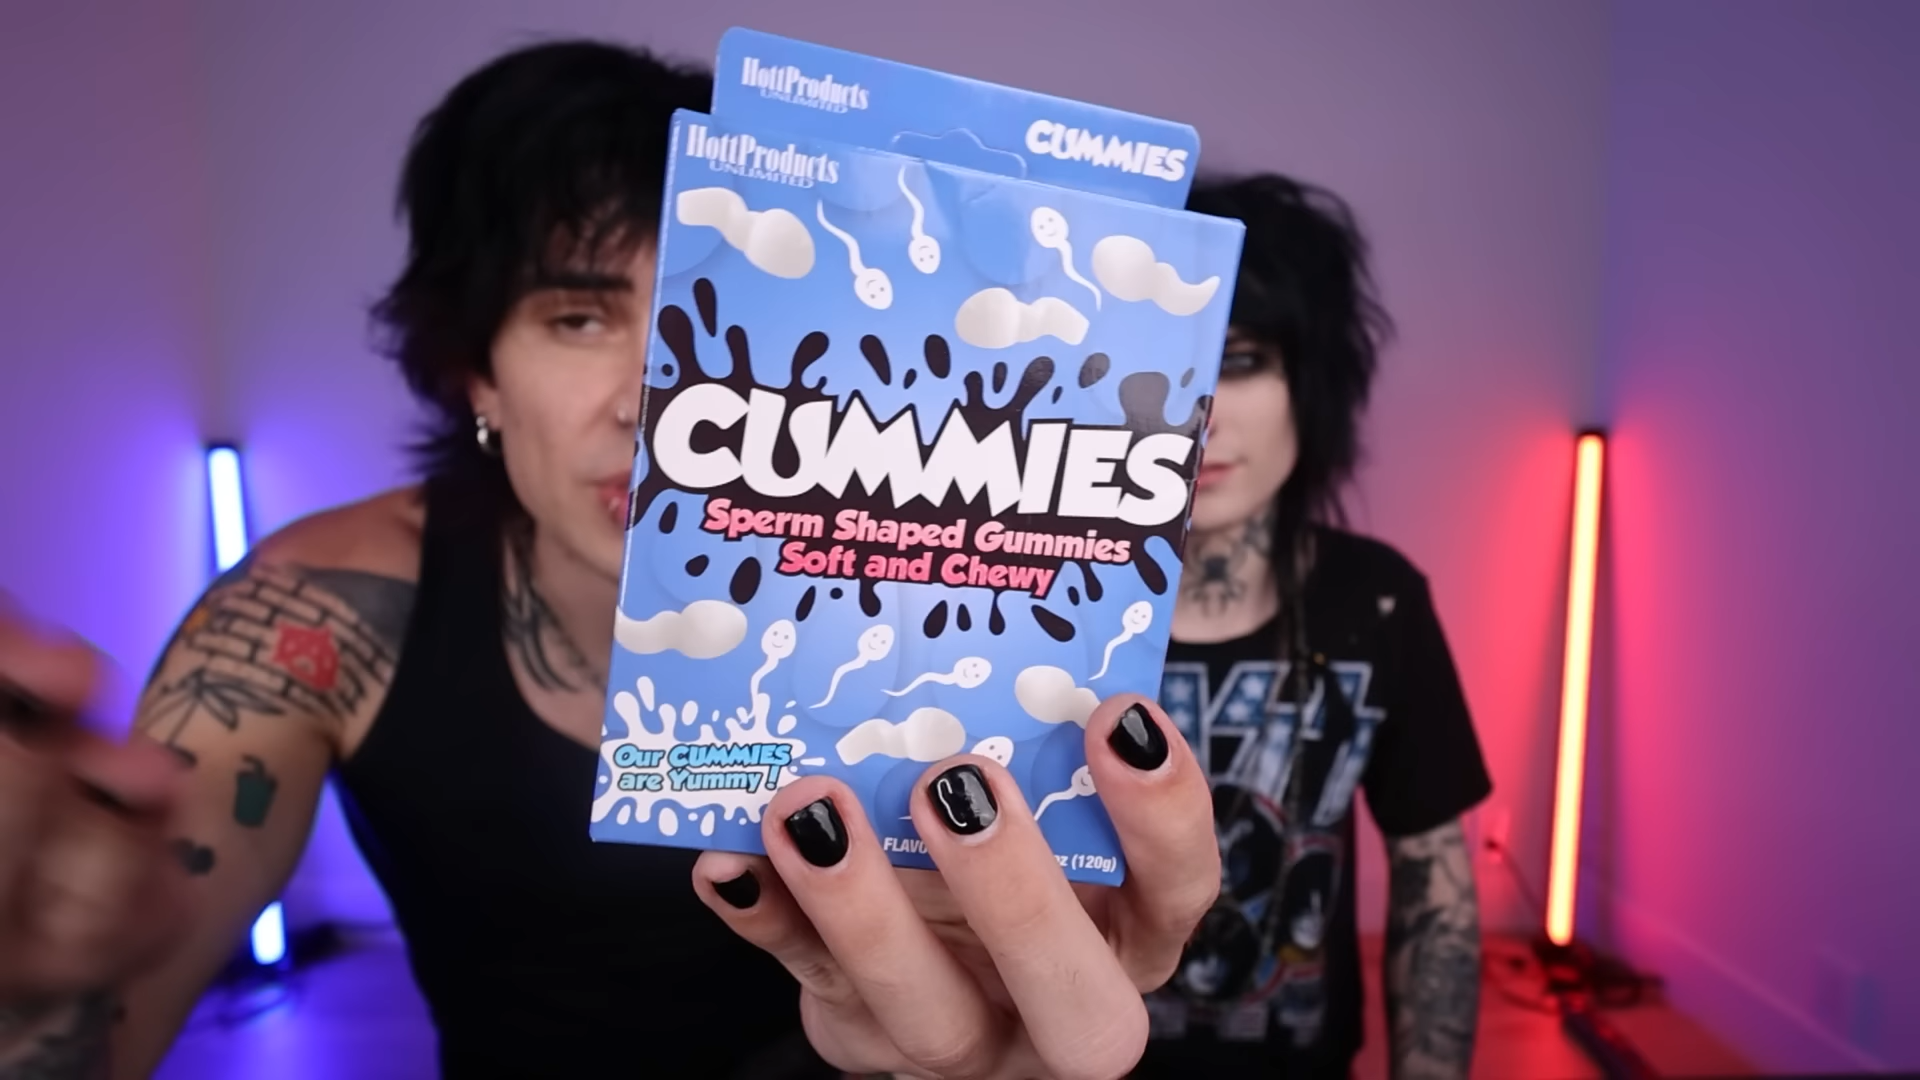 HottProducts
UNLIMITED
CUMMIES
HottProducts
UNLIMITED
CUMMIES
Sperm Shaped Gummies
Soft and Chewy
Our CUMMIES
are Yummy!
(120g)